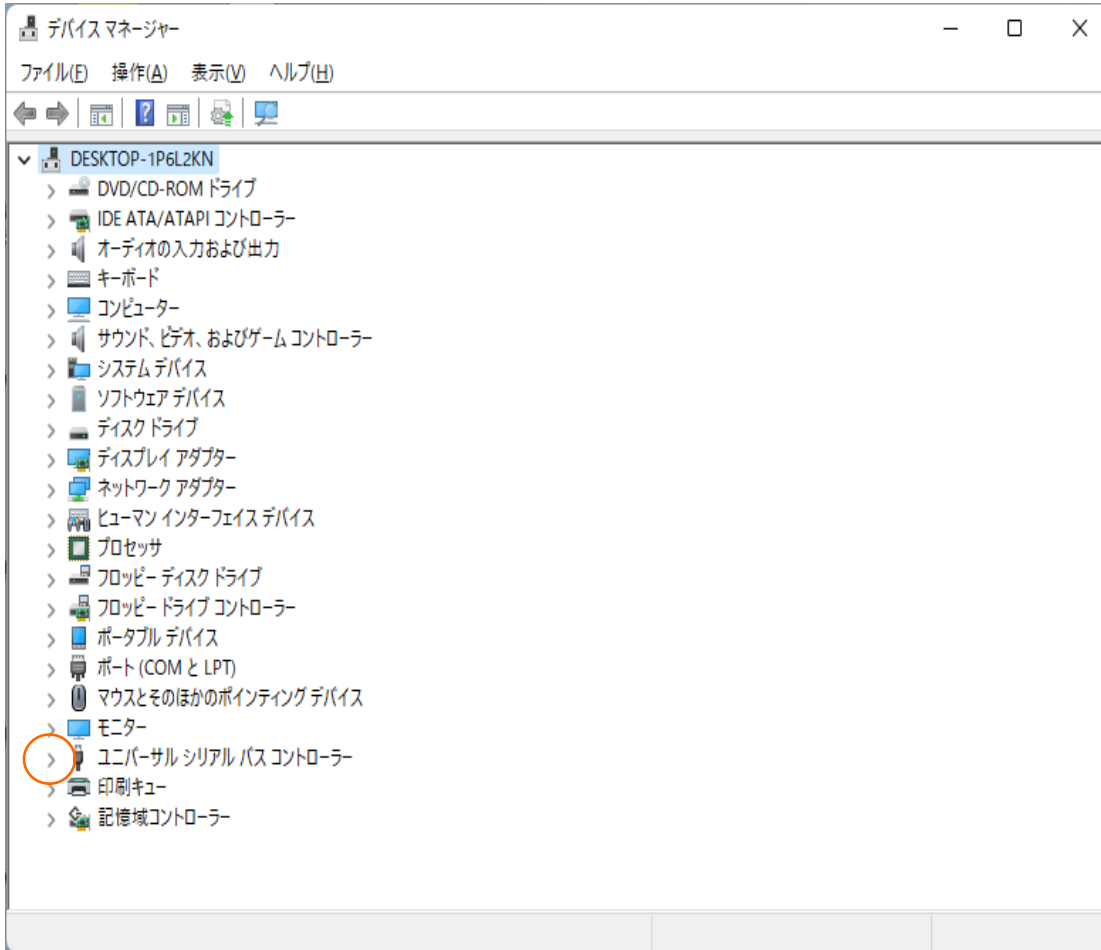 デバイス マネージャー
ファイル(F) 操作(A) 表示(V) ヘルプ(H)
?
DESKTOP-1P6L2KN
DVD/CD-ROM ドライブ
IDE ATA/ATAPI コントローラー
オーディオの入力および出力
キーボード
コンピューター
サウンド、ビデオ、およびゲーム コントローラー
システム デバイス
ソフトウェア デバイス
ディスク ドライブ
ディスプレイ アダプター
ネットワーク アダプター
ヒューマン インターフェイス デバイス
プロセッサ
フロッピー ディスク ドライブ
フロッピー ドライブ コントローラー
ポータブル デバイス
ポート (COM と LPT)
マウスとそのほかのポインティング デバイス
モニター
ユニバーサル シリアル バス コントローラー
印刷キュー
記憶域コントローラー